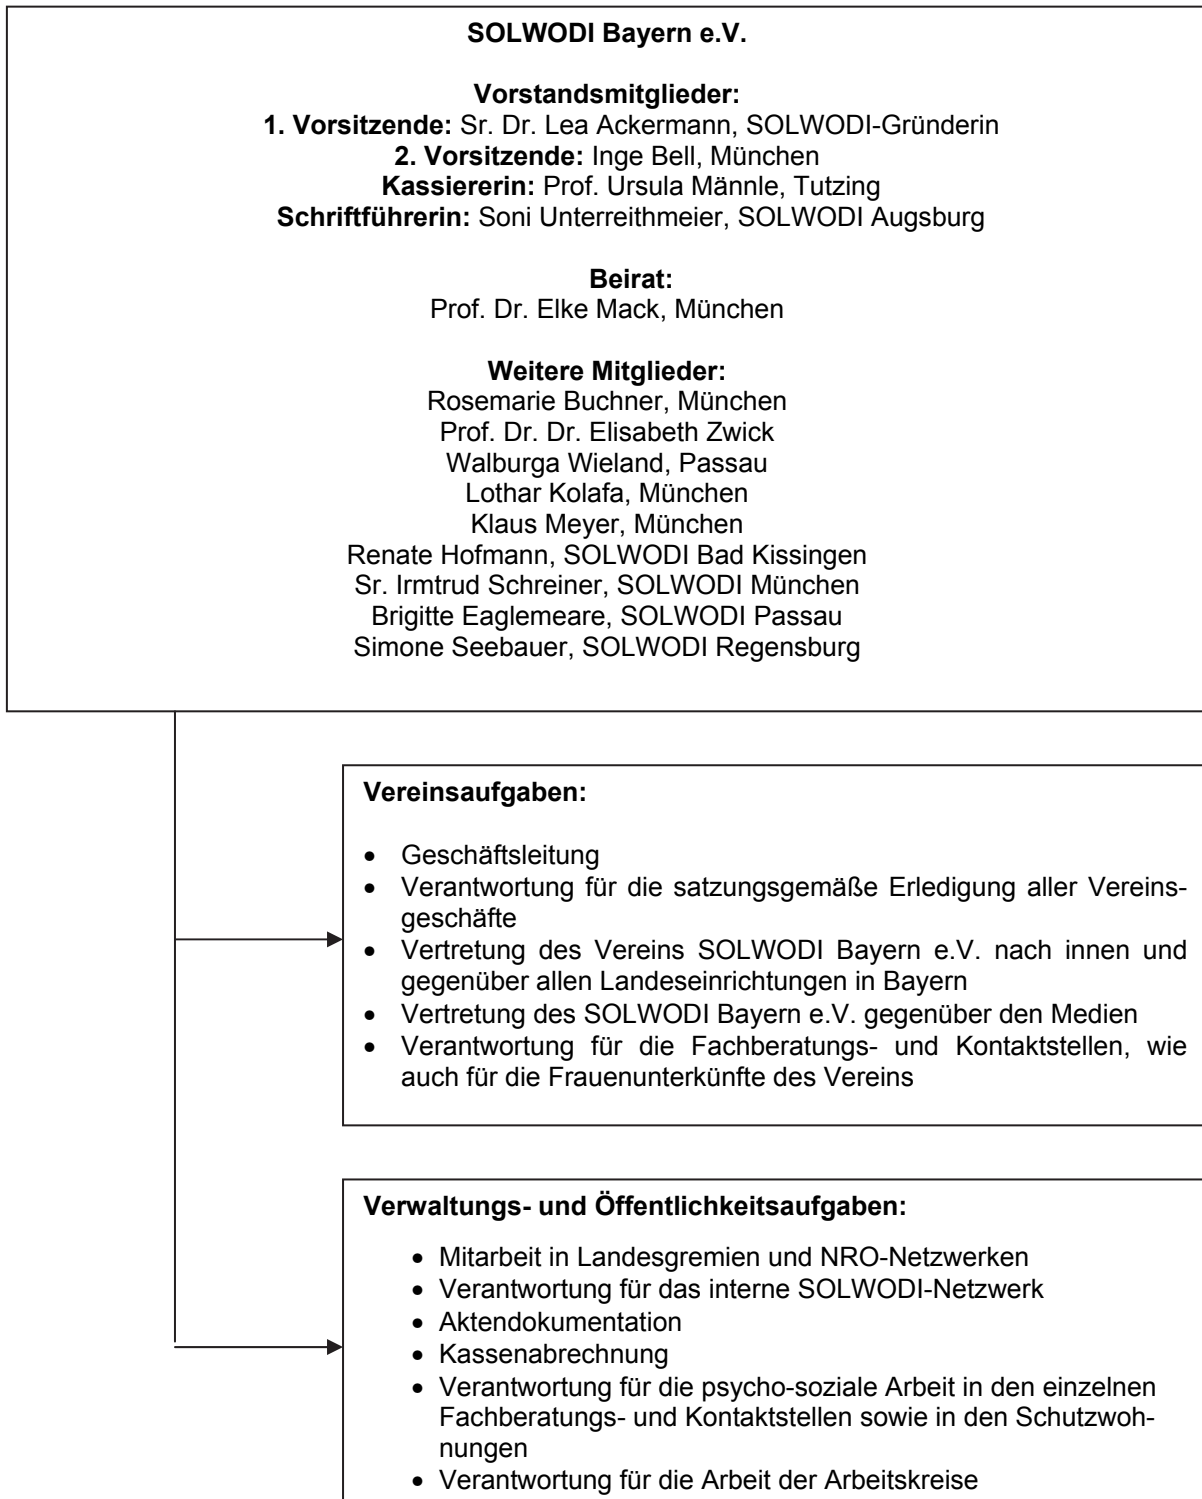 SOLWODI Bayern e.V.
Vorstandsmitglieder:
1. Vorsitzende: Sr. Dr. Lea Ackermann, SOLWODI-Gründerin
2. Vorsitzende: Inge Bell, München
Kassiererin: Prof. Ursula Männle, Tutzing
Schriftführerin: Soni Unterreithmeier, SOLWODI Augsburg
Beirat:
Prof. Dr. Elke Mack, München
Weitere Mitglieder:
Rosemarie Buchner, München
Prof. Dr. Dr. Elisabeth Zwick
Walburga Wieland, Passau
Lothar Kolafa, München
Klaus Meyer, München
Renate Hofmann, SOLWODI Bad Kissingen
Sr. Irmtrud Schreiner, SOLWODI München
Brigitte Eaglemeare, SOLWODI Passau
Simone Seebauer, SOLWODI Regensburg
Vereinsaufgaben:
• Geschäftsleitung
• Verantwortung für die satzungsgemäße Erledigung aller Vereins-
geschäfte
• Vertretung des Vereins SOLWODI Bayern e.V. nach innen und
gegenüber allen Landeseinrichtungen in Bayern
• Vertretung des SOLWODI Bayern e.V. gegenüber den Medien
• Verantwortung für die Fachberatungs- und Kontaktstellen, wie
auch für die Frauenunterkünfte des Vereins
Verwaltungs- und Öffentlichkeitsaufgaben:
• Mitarbeit in Landesgremien und NRO-Netzwerken
• Verantwortung für das interne SOLWODI-Netzwerk
• Aktendokumentation
• Kassenabrechnung
• Verantwortung für die psycho-soziale Arbeit in den einzelnen
Fachberatungs- und Kontaktstellen sowie in den Schutzwoh-
nungen
• Verantwortung für die Arbeit der Arbeitskreise